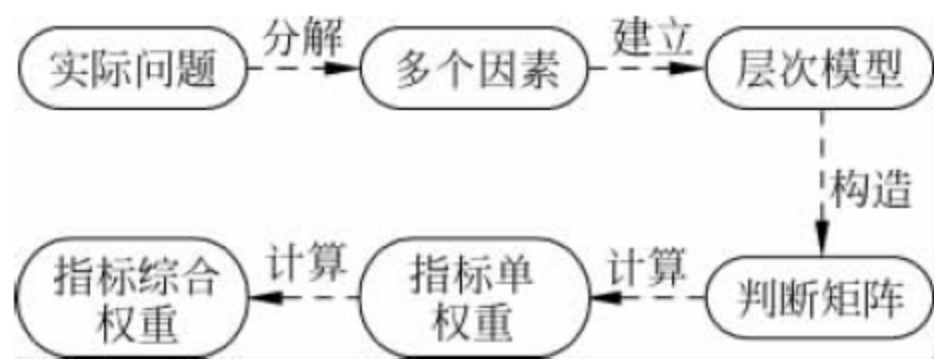 实际问题
分解
多个因素
建立
层次模型
构造
判断矩阵
计算
指标单
权重
计算
指标综合
权重